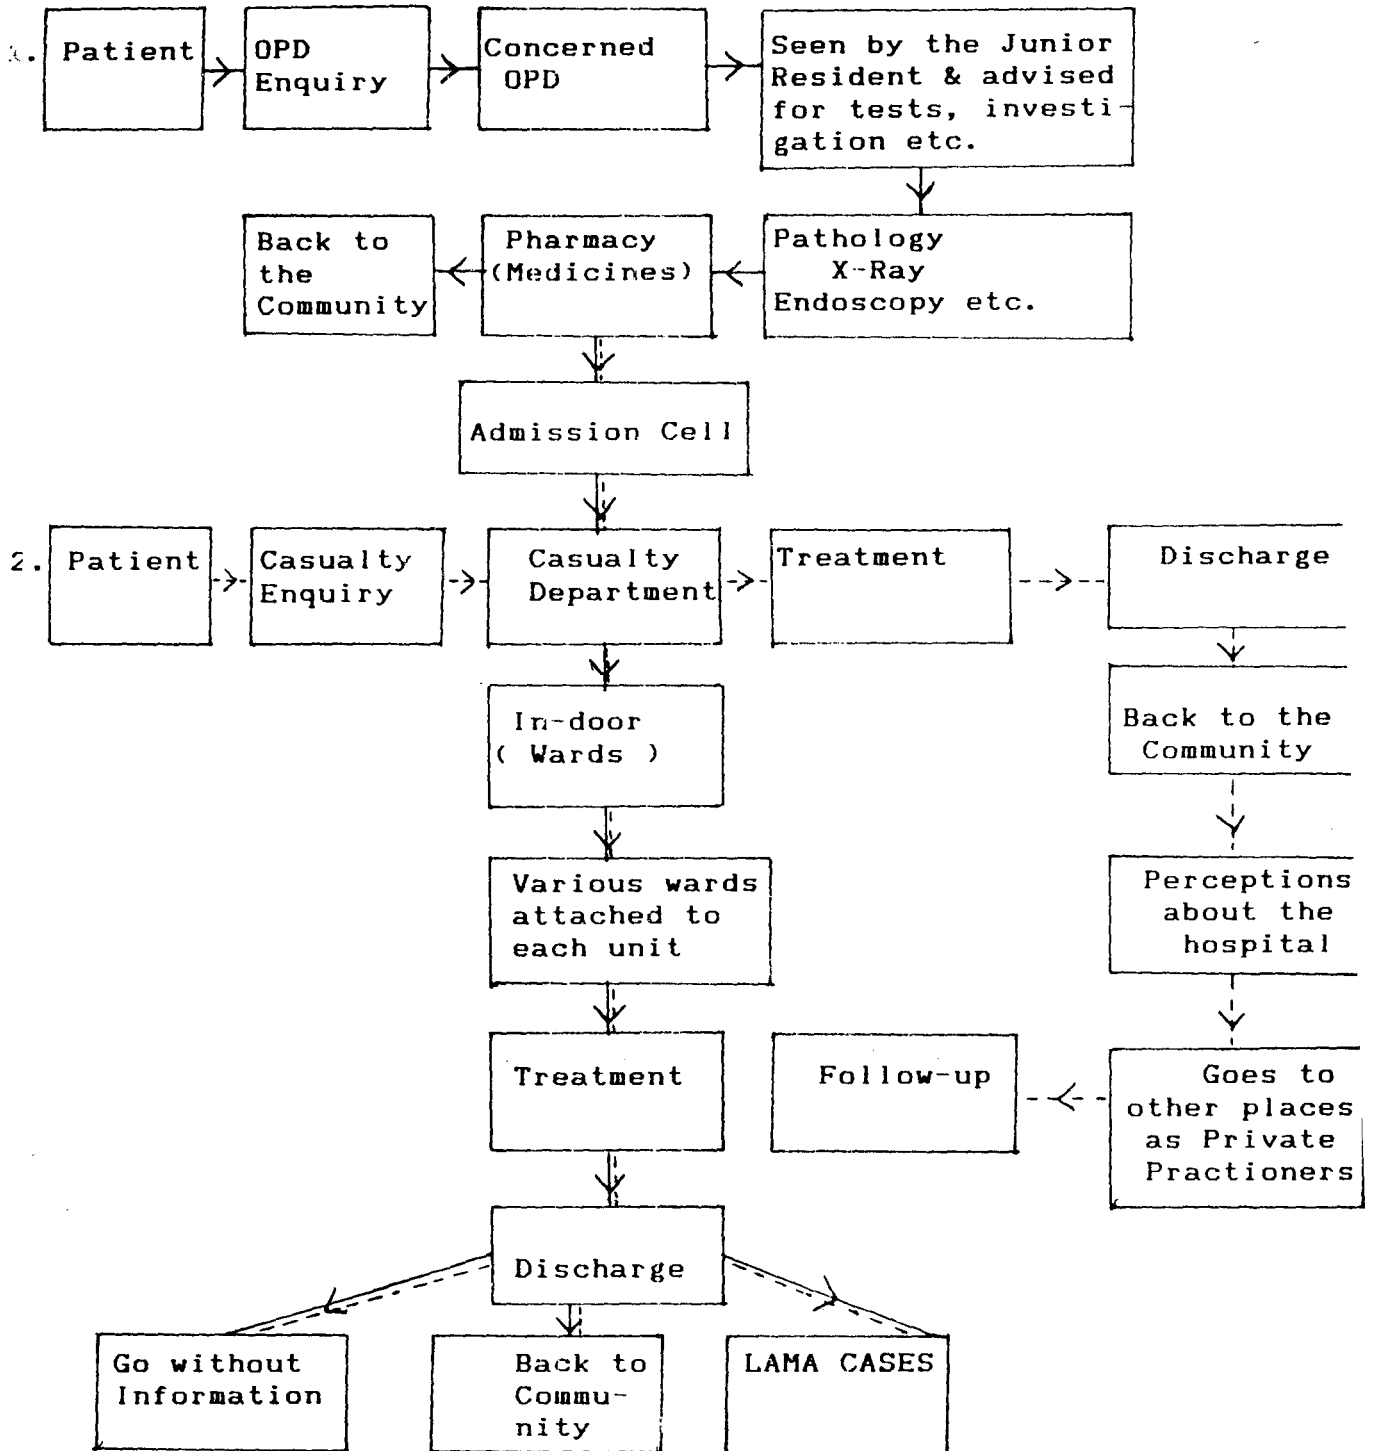 1. Patient
OPD
Enquiry
Concerned
OPD
Seen by the Junior
Resident & advised
for tests, investi-
gation etc.
Back to
the
Community
Pharmacy
(Medicines)
Pathology
X-Ray
Endoscopy etc.
Admission Cell
2. Patient
Casualty
Enquiry
Casualty
Department
Treatment
Discharge
In-door
( Wards )
Back to the
Community
Various wards
attached to
each unit
Perceptions
about the
hospital
Treatment
Follow-up
Goes to
other places
as Private
Practioners
Discharge
Go without
Information
Back to
Commu-
nity
LAMA CASES